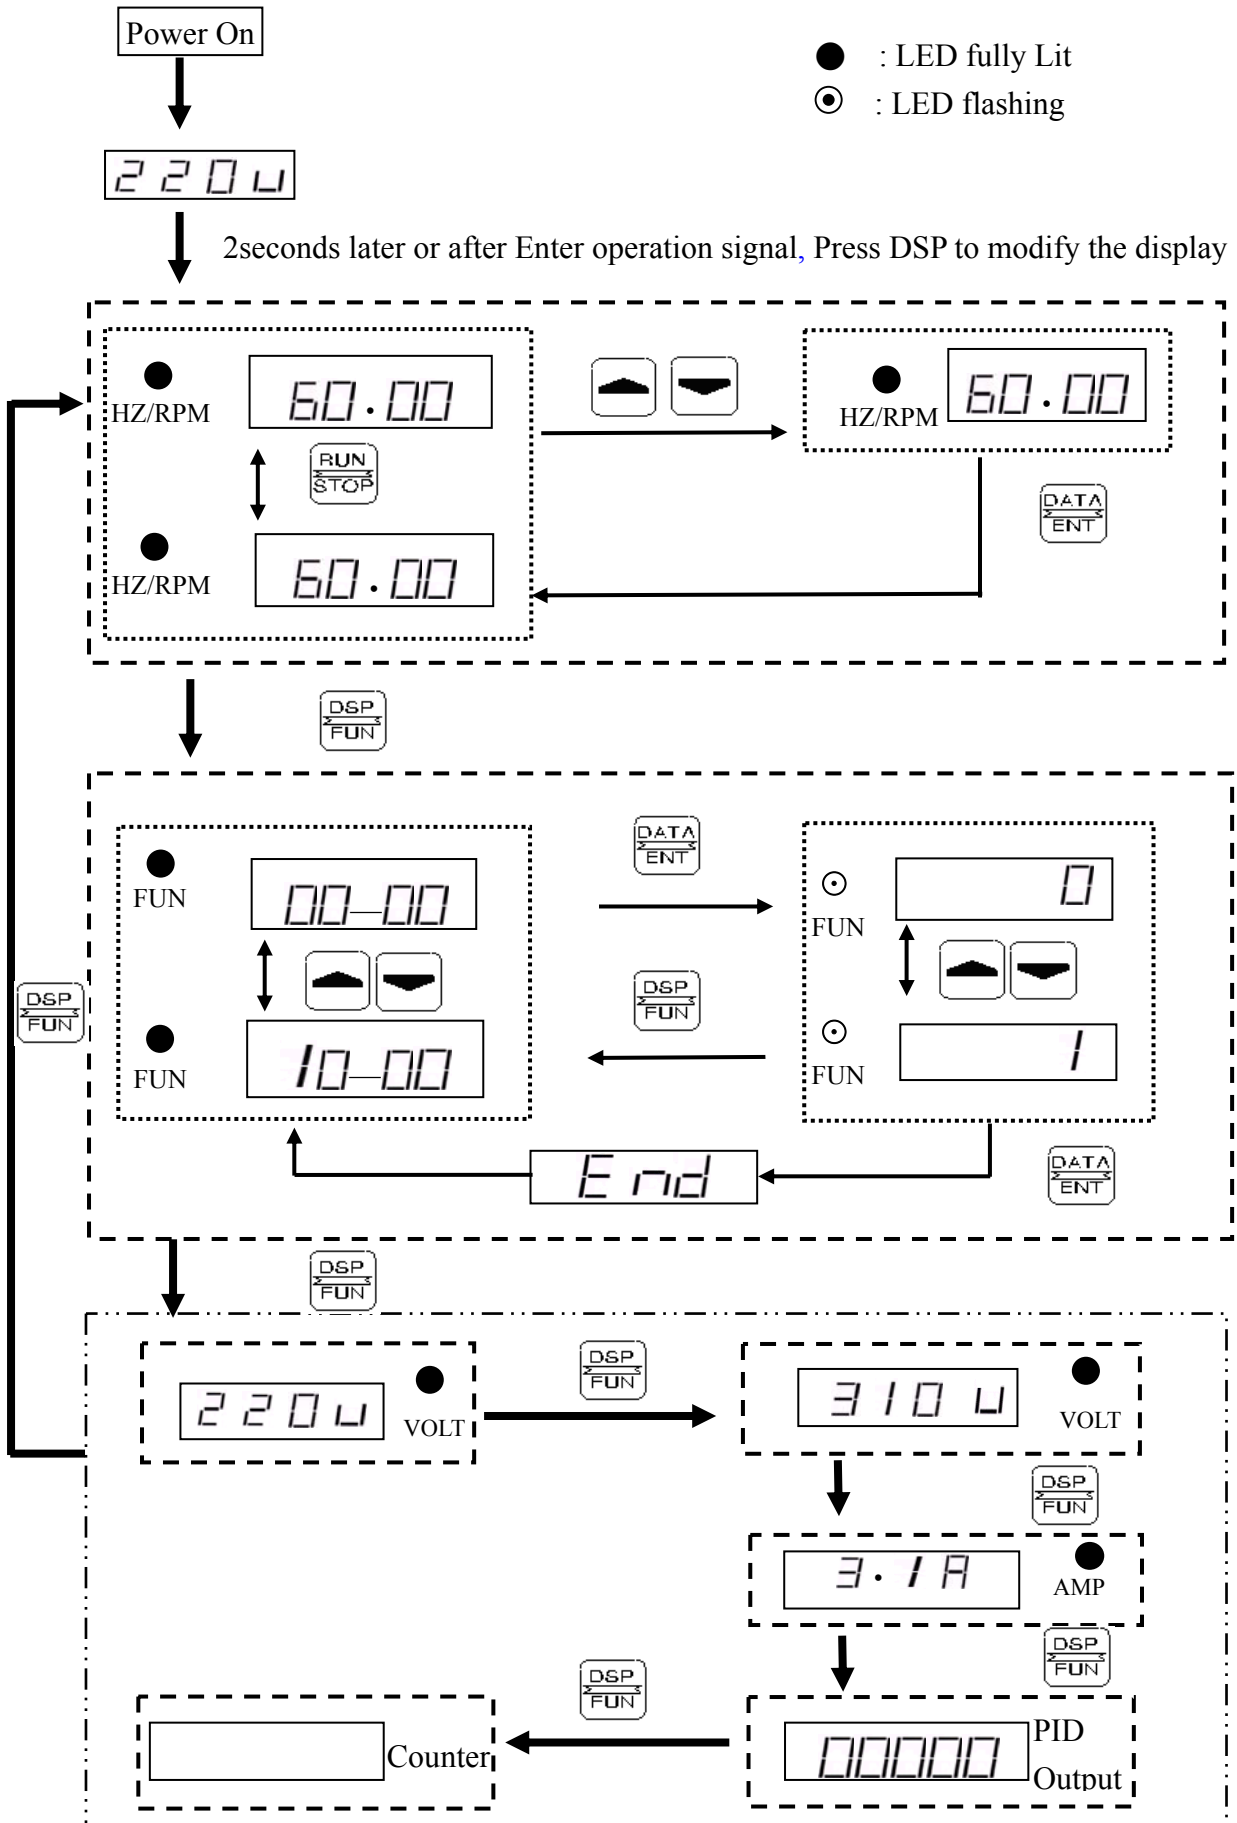 Power On
: LED fully Lit
: LED flashing
220u
2seconds later or after Enter operation signal, Press DSP to modify the display
60.00
HZ/RPM
60.00
HZ/RPM
RUN
STOP
DATA
ENT
60.00
HZ/RPM
DSP
FUN
DATA
ENT
00—00
FUN
0
FUN
DSP
FUN
DSP
FUN
10—00
FUN
1
FUN
End
DATA
ENT
DSP
FUN
220u
VOLT
DSP
FUN
310 u
VOLT
DSP
FUN
3.1A
AMP
DSP
FUN
DSP
FUN
Counter
00000
PID
Output